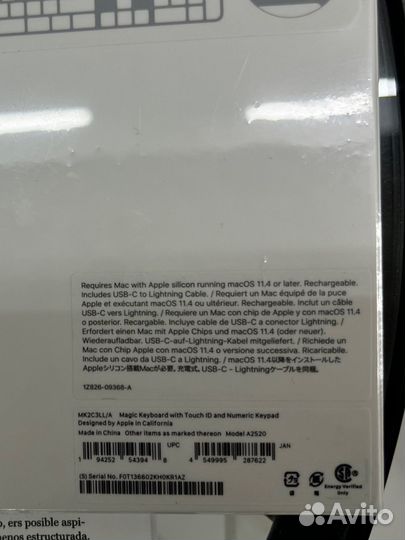 Requires Mac with Apple silicon running macOS 11.4 or later. Rechargeable.
Includes USB-C to Lightning Cable. / Requiert un Mac équipé de la puce
Apple et exécutant macOS 11.4 ou ultérieur. Rechargeable. Inclut un câble
USB-C vers Lightning. / Requiere un Mac con chip de Apple y con macOS 11.4
o posterior. Recargable. Incluye cable de USB-C a conector Lightning. /
Erfordert einen Mac mit Apple Chips und macOS 11.4 (oder neuer).
Wiederaufladbar. USB-C-auf-Lightning-Kabel mitgeliefert. / Richiede un
Mac con Chip Apple con macOS 11.4 o versione successiva. Ricaricabile.
Include un cavo da USB-C a Lightning. / macOS 11.4以降をインストールした
Appleシリコン搭載Macが必要。充電式。USB-C - Lightningケーブルを同梱。
1Z826-09368-A
MK2C3LL/A Magic Keyboard with Touch ID and Numeric Keypad
Designed by Apple in California
Made in China Other items as marked thereon Model A2520
UPC JAN
1 94252 54394 8 4 549995 287622
(S) Serial No. F0T136602KH0KR1AZ
Energy Verified
Only
o, ers posible aspi-
enos estructurada.
Avito